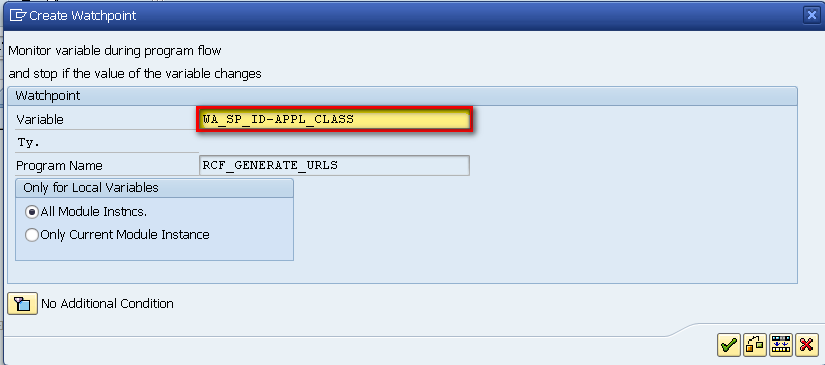 Create Watchpoint
Monitor variable during program flow
and stop if the value of the variable changes
Watchpoint
Variable WA_SP_ID-APPL_CLASS
Ty.
Program Name RCF_GENERATE_URLS
Only for Local Variables
All Module Instncs.
Only Current Module Instance
No Additional Condition